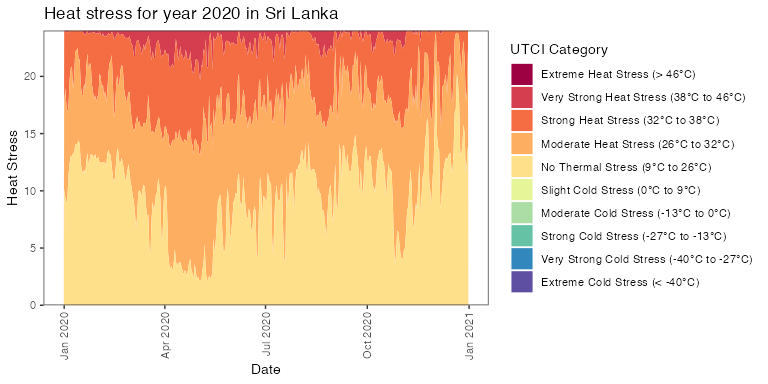 Heat stress for year 2020 in Sri Lanka
Heat Stress
20
15
10
5
0
Jan 2020
Apr 2020
Jul 2020
Oct 2020
Jan 2021
Date
UTCI Category
Extreme Heat Stress (> 46°C)
Very Strong Heat Stress (38°C to 46°C)
Strong Heat Stress (32°C to 38°C)
Moderate Heat Stress (26°C to 32°C)
No Thermal Stress (9°C to 26°C)
Slight Cold Stress (0°C to 9°C)
Moderate Cold Stress (-13°C to 0°C)
Strong Cold Stress (-27°C to -13°C)
Very Strong Cold Stress (-40°C to -27°C)
Extreme Cold Stress (< -40°C)